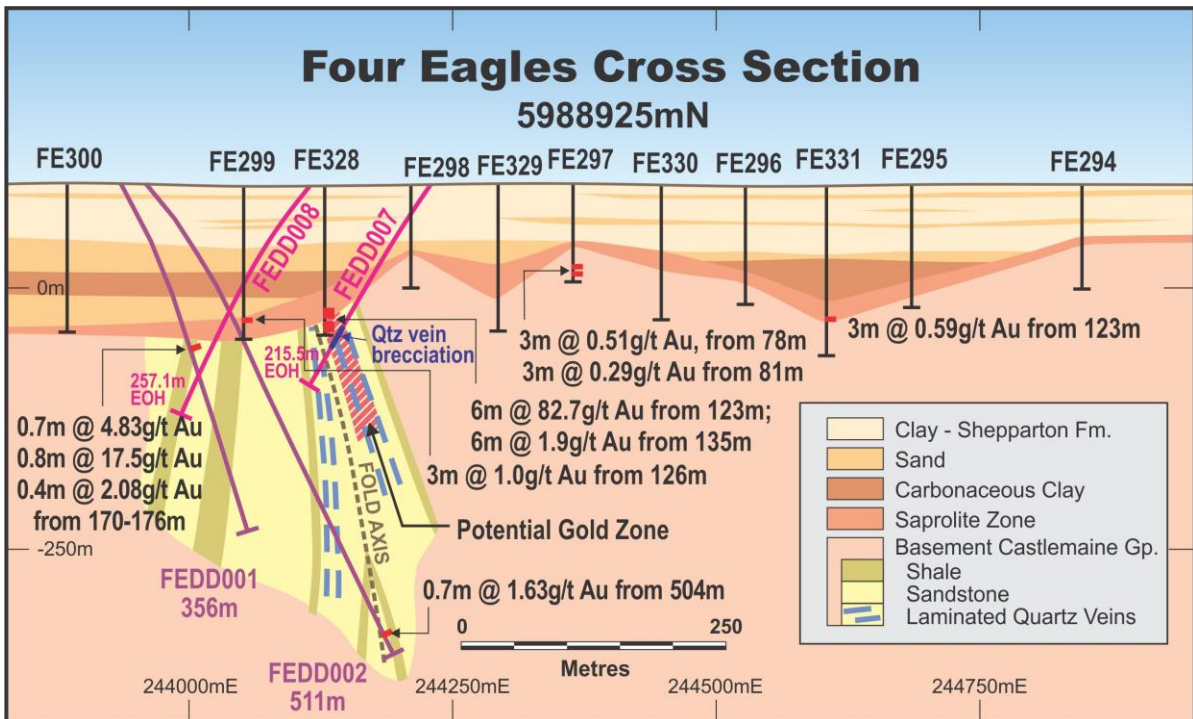 Four Eagles Cross Section
5988925mN
FE300
FE299
FE328
FE298
FE329
FE297
FE330
FE296
FE331
FE295
FE294
FEDD008
FEDD007
0m
Qtz vein
brecciation
3m @ 0.51g/t Au, from 78m
3m @ 0.29g/t Au from 81m
3m @ 0.59g/t Au from 123m
257.1m
EOH
215.5m
EOH
6m @ 82.7g/t Au from 123m;
6m @ 1.9g/t Au from 135m
3m @ 1.0g/t Au from 126m
0.7m @ 4.83g/t Au
0.8m @ 17.5g/t Au
0.4m @ 2.08g/t Au
from 170-176m
FOLD AXIS
Potential Gold Zone
-250m
FEDD001
356m
0.7m @ 1.63g/t Au from 504m
0 250
Metres
FEDD002
511m
Clay - Shepparton Fm.
Sand
Carbonaceous Clay
Saprolite Zone
Basement Castlemaine Gp.
Shale
Sandstone
Laminated Quartz Veins
244000mE
244250mE
244500mE
244750mE